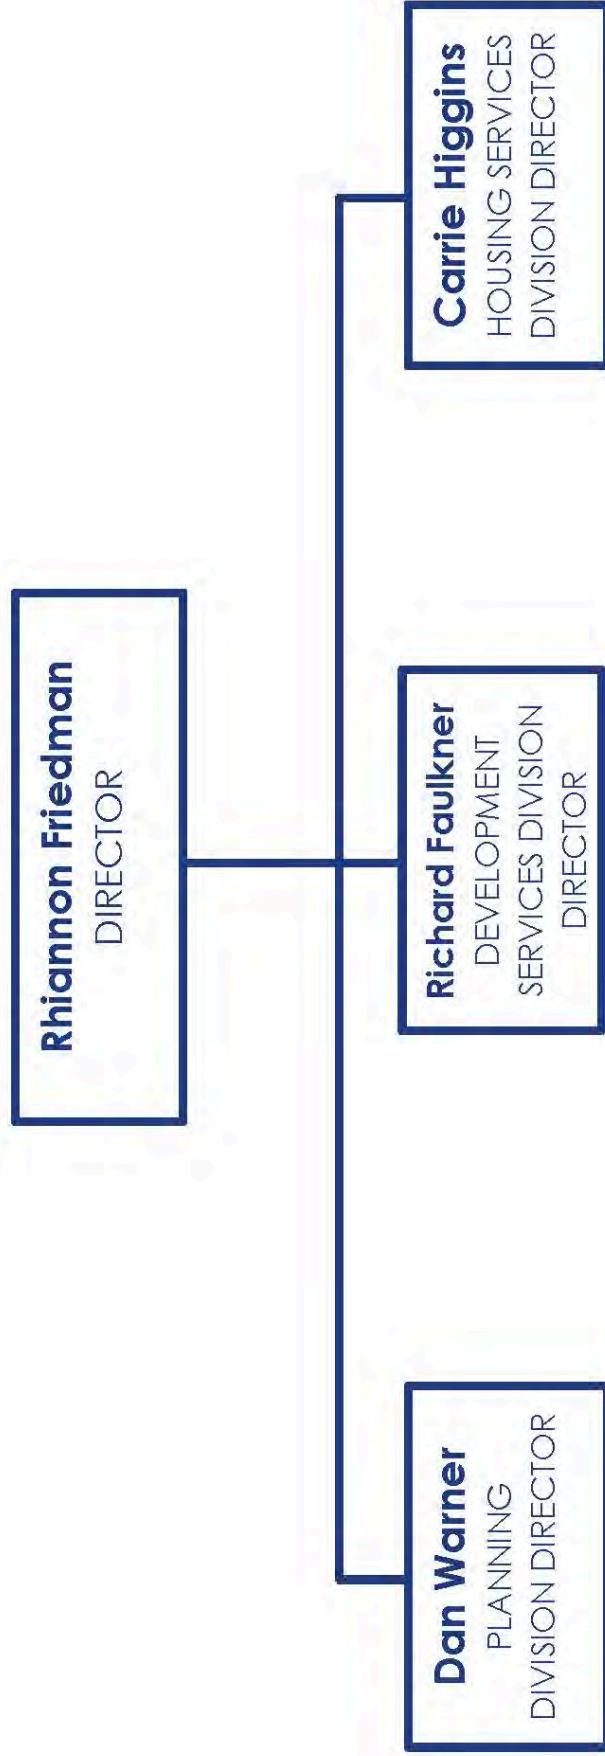 Rhiannon Friedman
DIRECTOR
Dan Warner
PLANNING
DIVISION DIRECTOR
Richard Faulkner
DEVELOPMENT
SERVICES DIVISION
DIRECTOR
Carrie Higgins
HOUSING SERVICES
DIVISION DIRECTOR